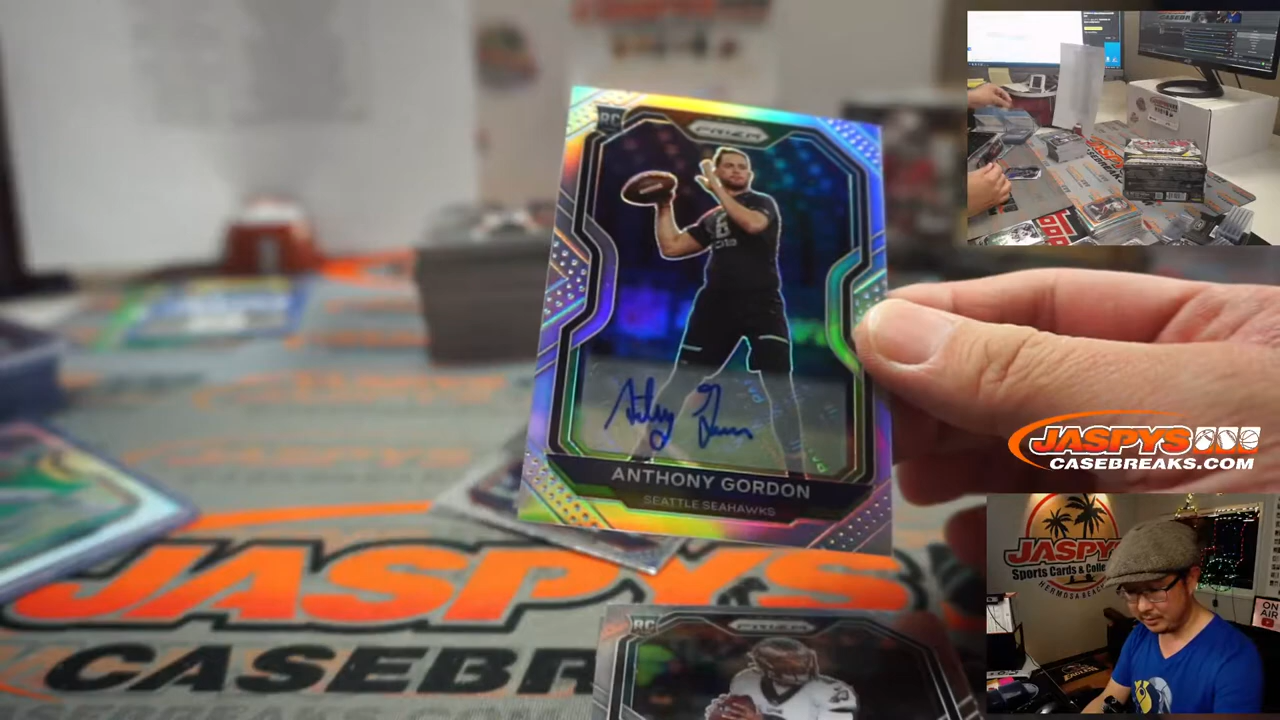 RC
PRIZM
ANTHONY GORDON
SEATTLE SEAHAWKS
JASPYS
CASEBREAKS.COM
JASPYS
Sports Cards & Colle
HERMOSA BEACH
ON
AIR
JASPYS
CASEBR
RC
PRIZM